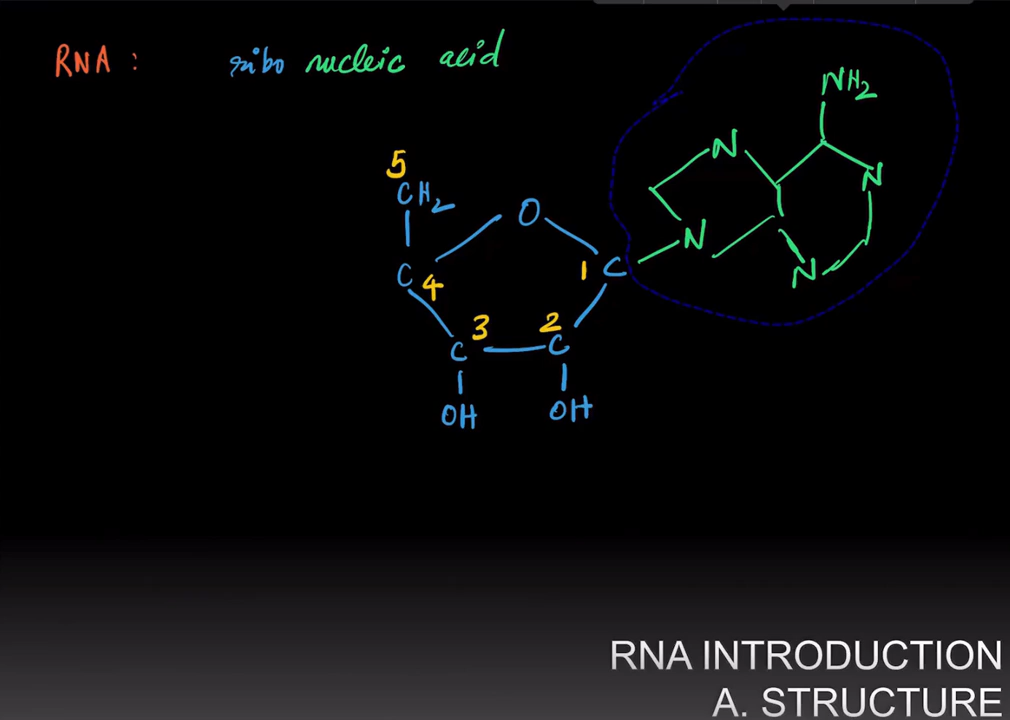 RNA : ribo nucleic acid
NH2
5
CH2
N
N
O
N
1 C
C 4
N
3
2
C
C
OH
OH
RNA INTRODUCTION
A. STRUCTURE